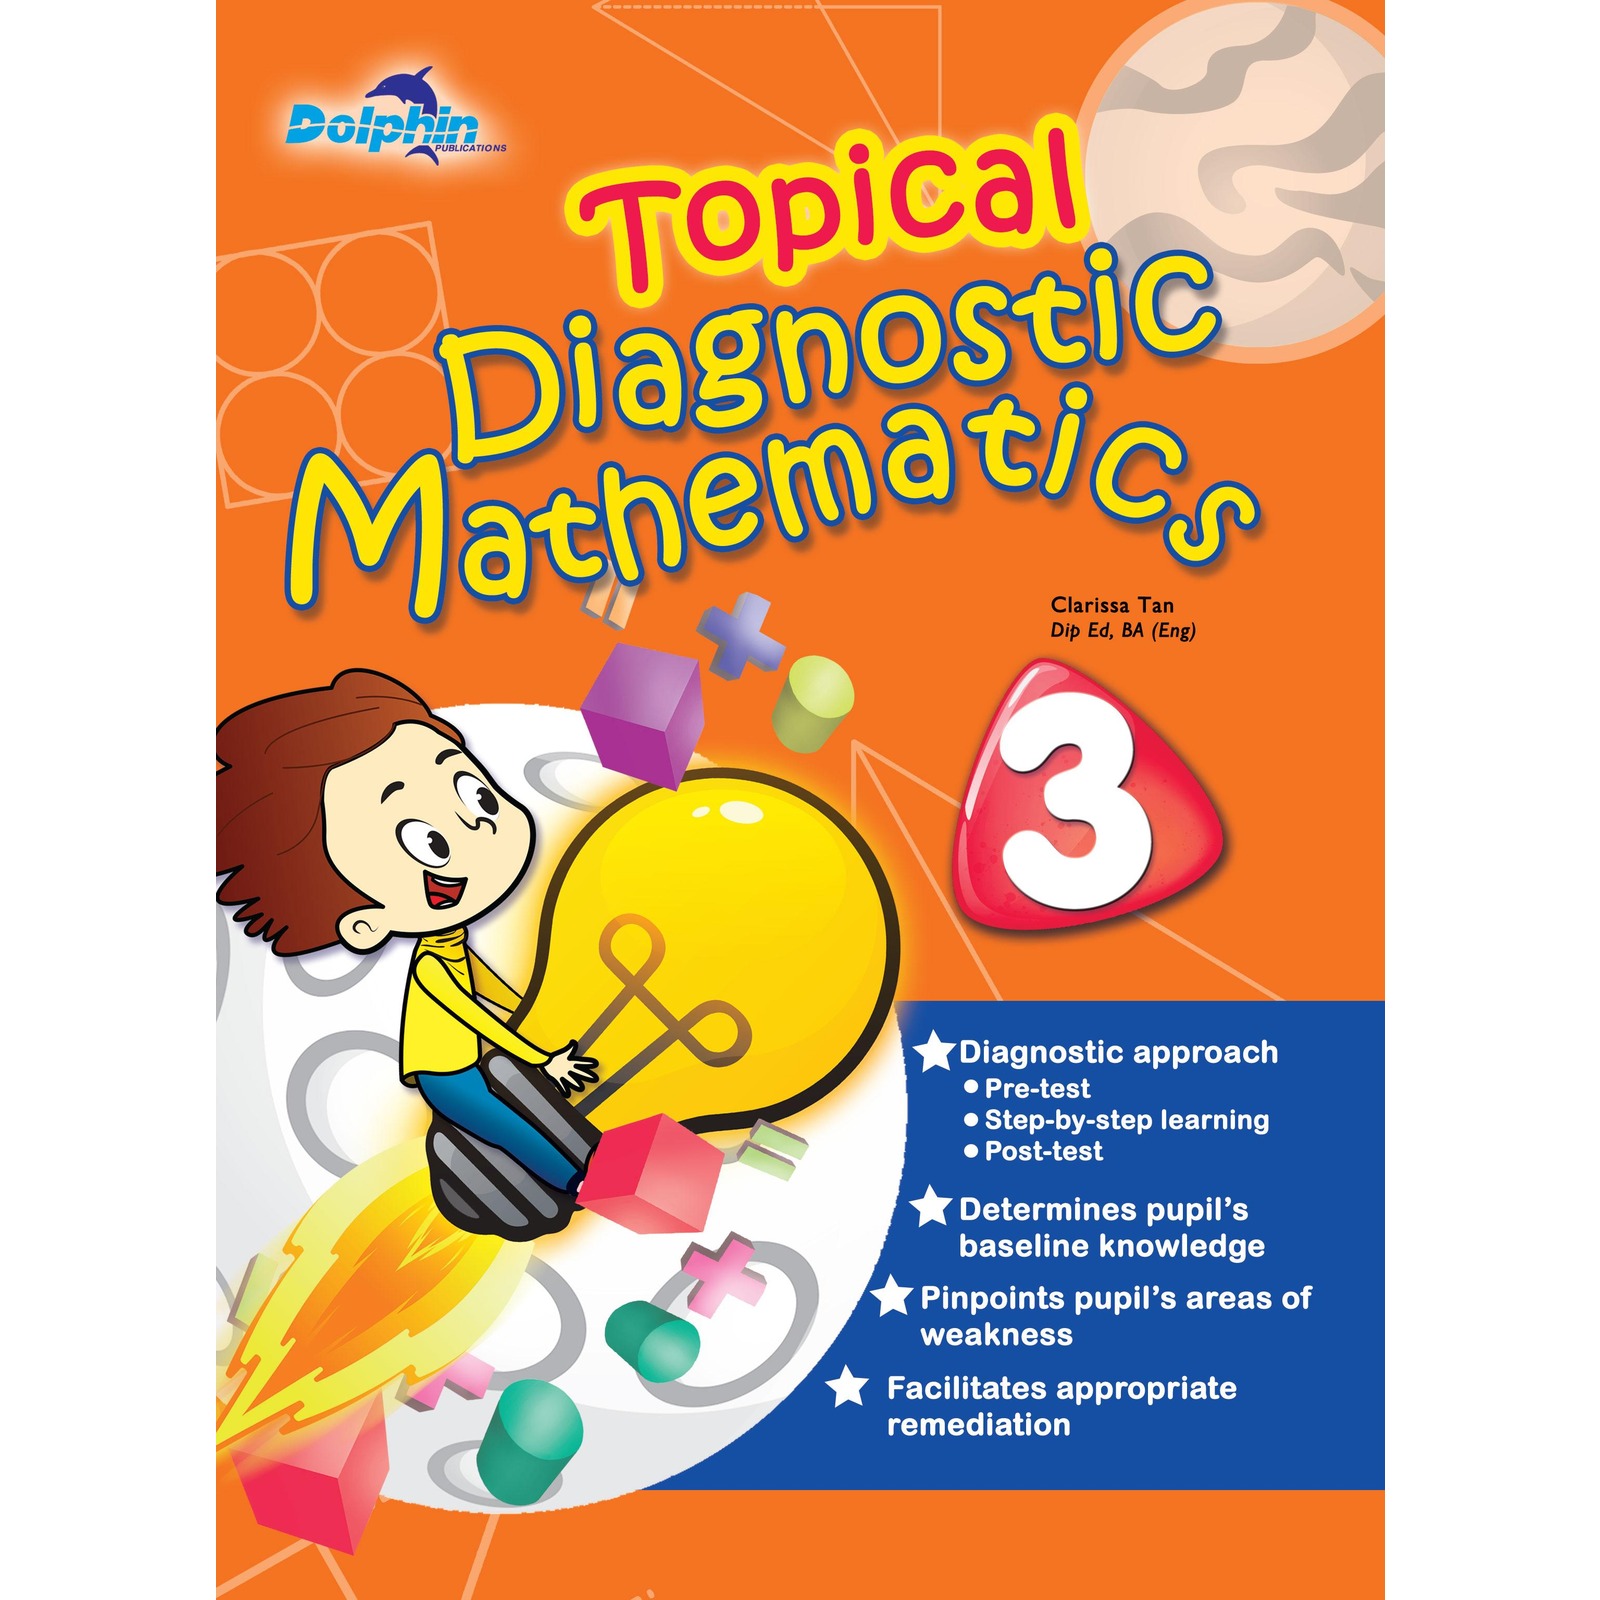 Dolphin
PUBLICATIONS
Topical
Diagnostic
Mathematics
Clarissa Tan
Dip Ed, BA (Eng)
3
Diagnostic approach
• Pre-test
• Step-by-step learning
• Post-test
Determines pupil's
baseline knowledge
Pinpoints pupil's areas of
weakness
Facilitates appropriate
remediation